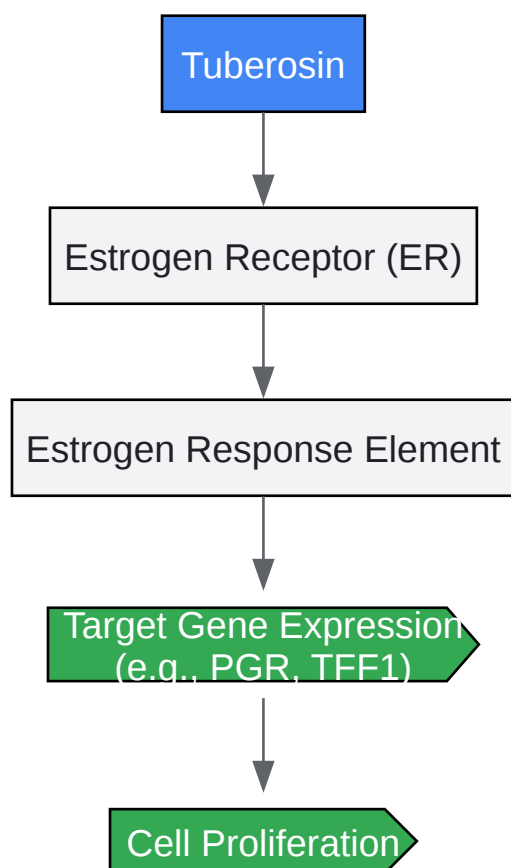 Tuberosin
Estrogen Receptor (ER)
Estrogen Response Element
Target Gene Expression
(e.g., PGR, TFF1)
Cell Proliferation